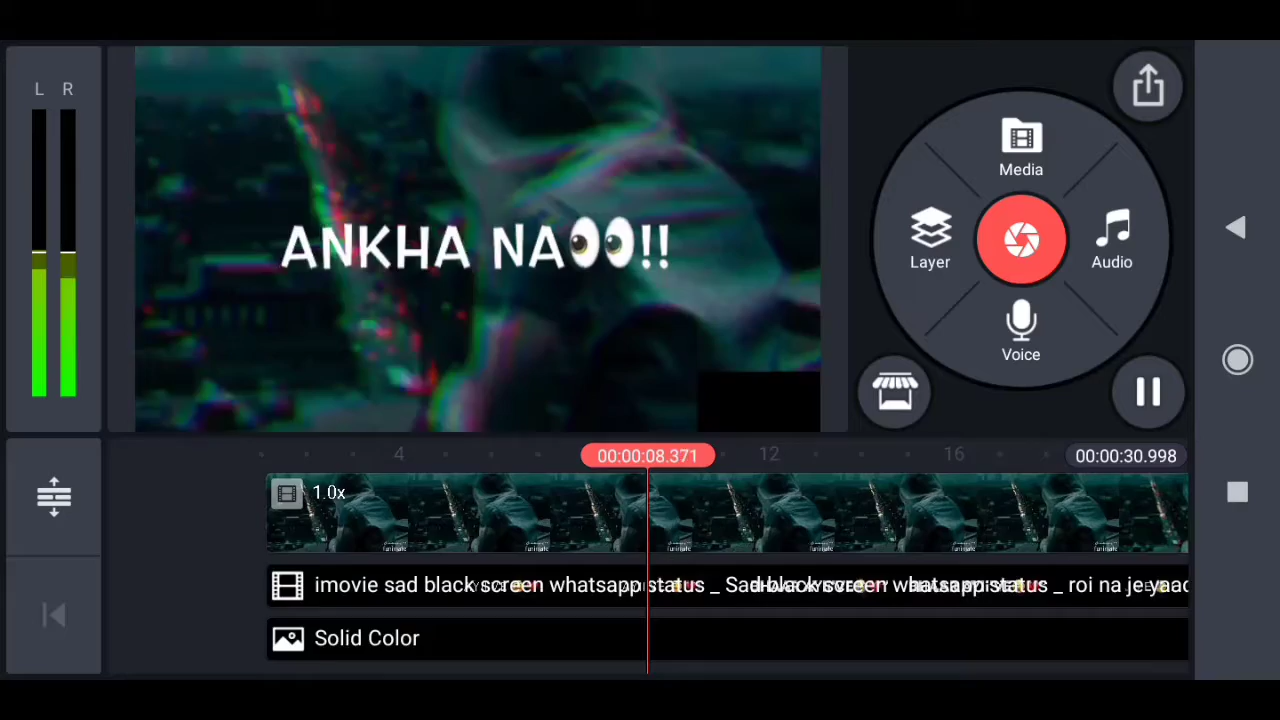 L R
Media
Layer
Audio
Voice
ANKHA NA👀!!
4
00:00:08.371
12
16
00:00:30.998
1.0x
imovie sad black screen whatsapp status _ Sad black screen whatsapp status _ roi na je yaad
Solid Color